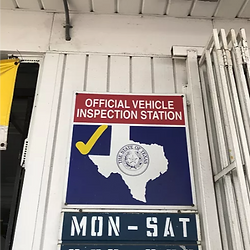 OFFICIAL VEHICLE
INSPECTION STATION
THE STATE OF TEXAS
MON-SAT